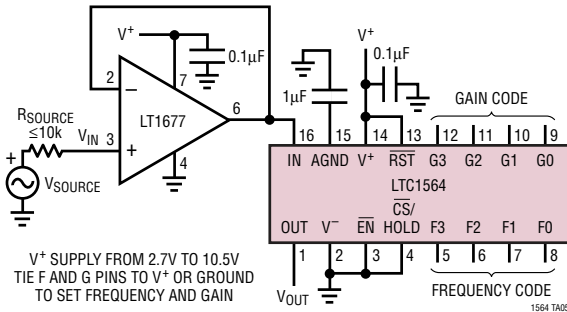 V+
0.1µF
2
–
7
LT1677
6
RSOURCE
≤10k
VIN
3
+
4
+
VSOURCE
V+
0.1µF
1µF
GAIN CODE
16 15 14 13 12 11 10 9
IN AGND V+ RST G3 G2 G1 G0
LTC1564
CS/
OUT V– EN HOLD F3 F2 F1 F0
1 2 3 4 5 6 7 8
VOUT
FREQUENCY CODE
V+ SUPPLY FROM 2.7V TO 10.5V
TIE F AND G PINS TO V+ OR GROUND
TO SET FREQUENCY AND GAIN
1564 TA05